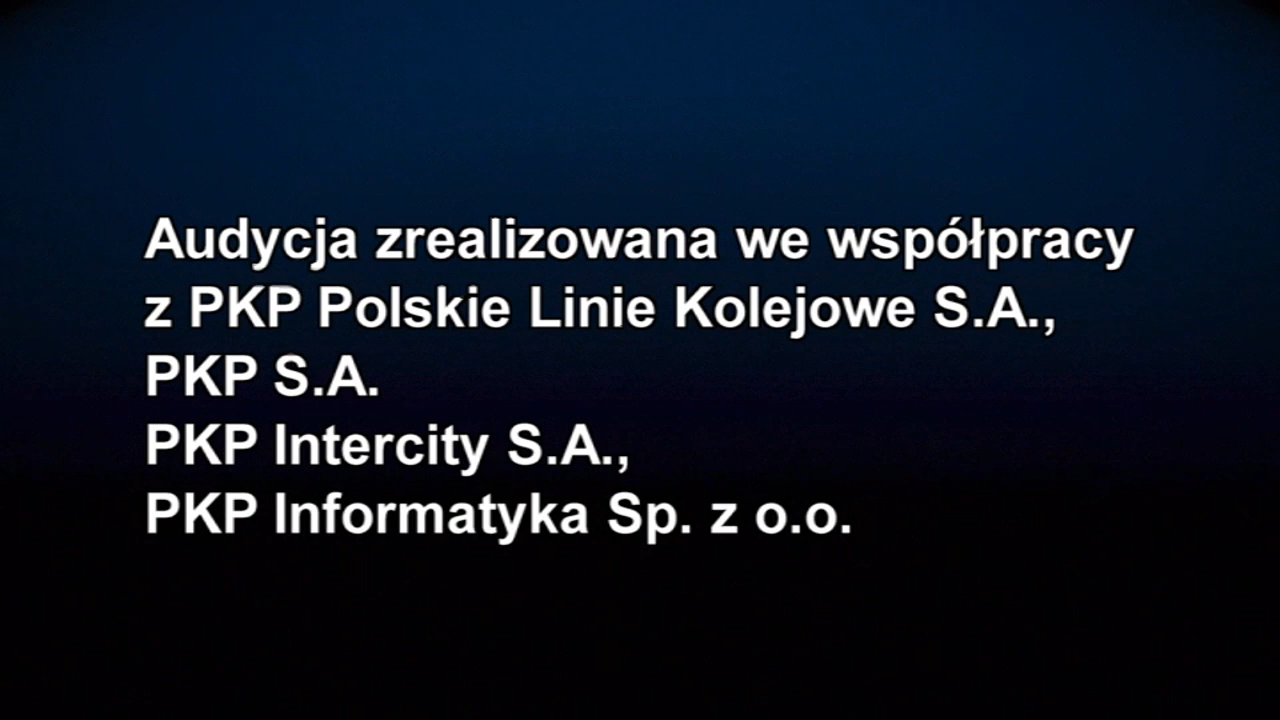 Audycja zrealizowana we współpracy
z PKP Polskie Linie Kolejowe S.A.,
PKP S.A.
PKP Intercity S.A.,
PKP Informatyka Sp. z o.o.